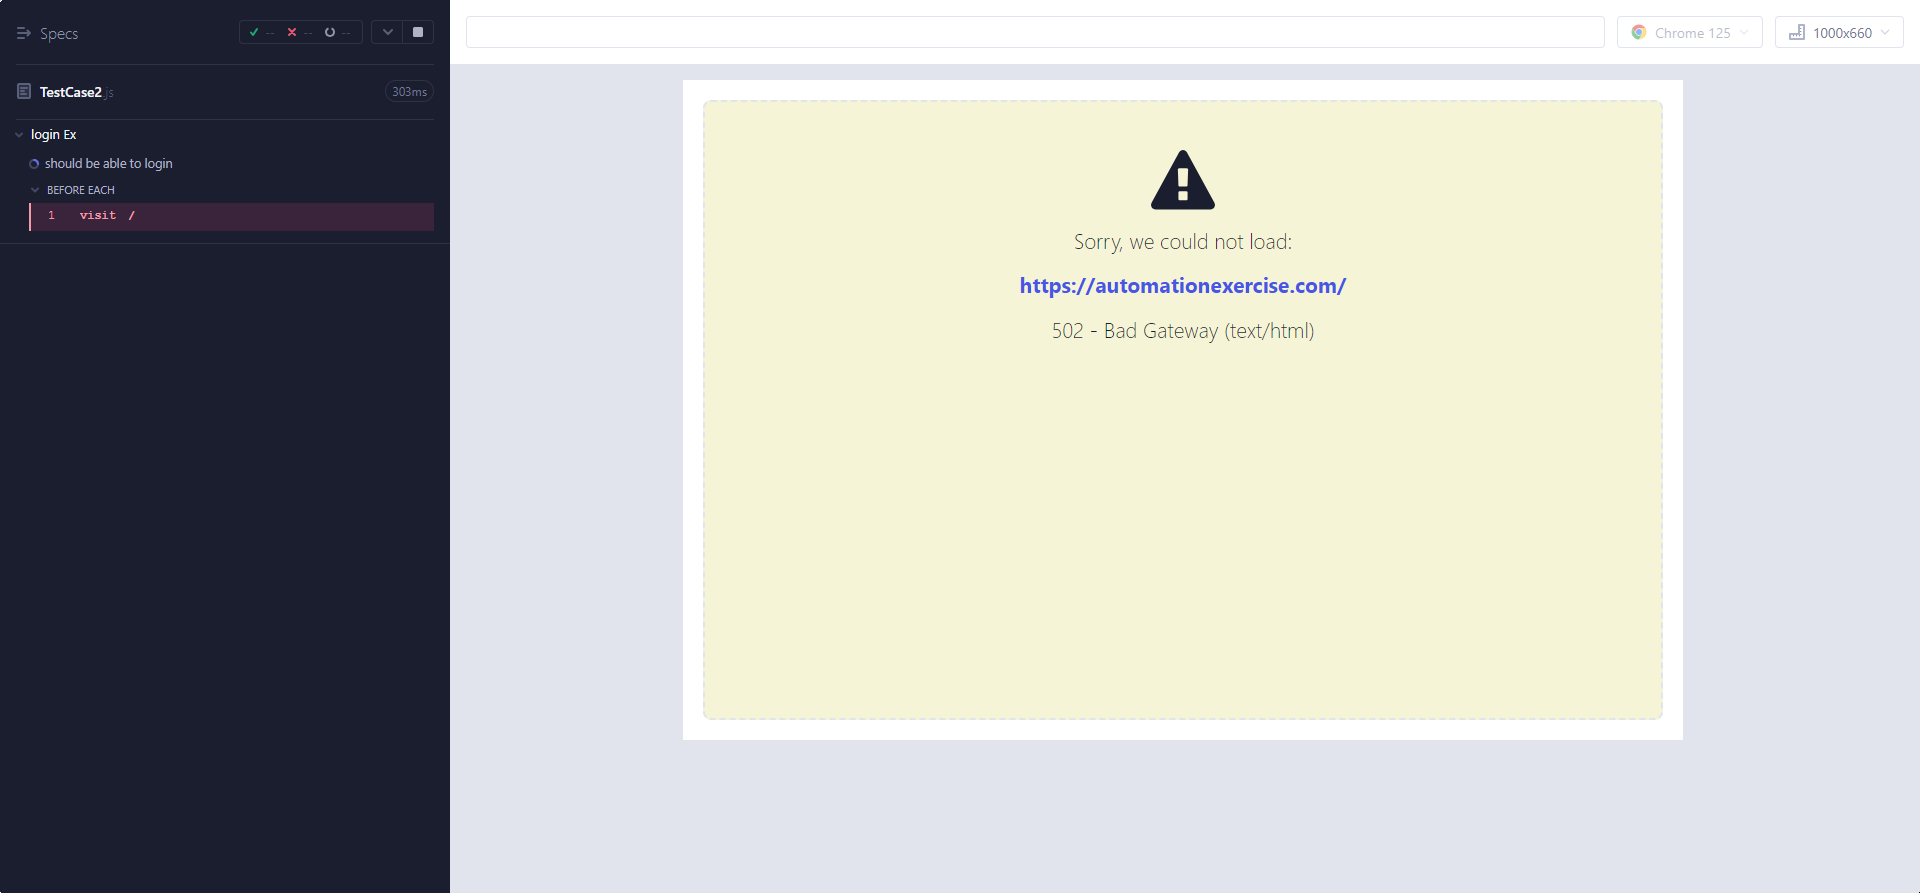 Specs
-- -- --
TestCase2.js
303ms
login Ex
should be able to login
BEFORE EACH
1 visit /
Chrome 125
1000x660
Sorry, we could not load:
https://automationexercise.com/
502 - Bad Gateway (text/html)